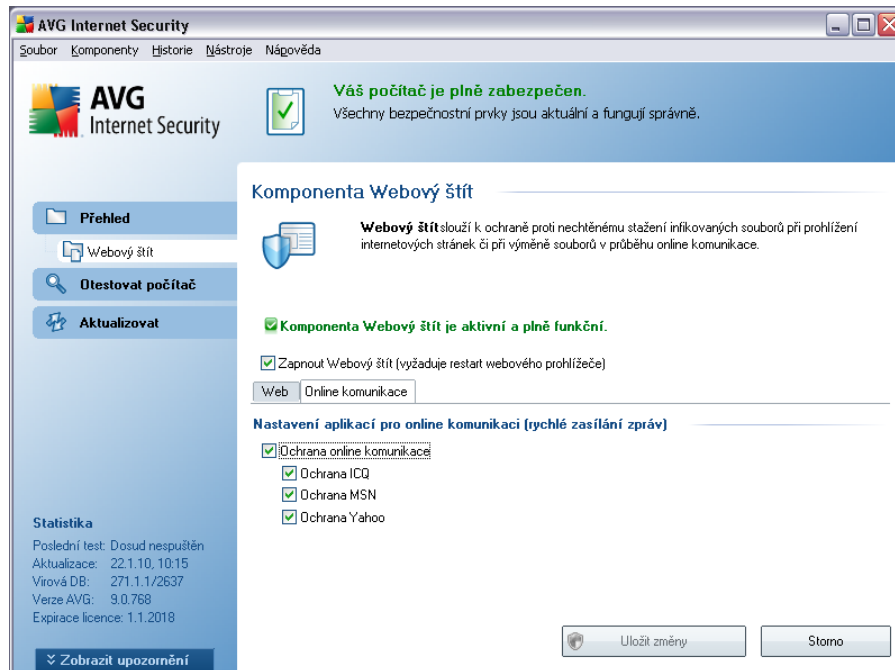 AVG Internet Security
Soubor Komponenty Historie Nástroje Nápověda
AVG
Internet Security
Váš počítač je plně zabezpečen.
Všechny bezpečnostní prvky jsou aktuální a fungují správně.
Přehled
Webový štít
Otestovat počítač
Aktualizovat
Komponenta Webový štít
Webový štít slouží k ochraně proti nechtěnému stažení infikovaných souborů při prohlížení
internetových stránek či při výměně souborů v průběhu online komunikace.
Komponenta Webový štít je aktivní a plně funkční.
Zapnout Webový štít (vyžaduje restart webového prohlížeče)
Web Online komunikace
Nastavení aplikací pro online komunikaci (rychlé zasílání zpráv)
Ochrana online komunikace
Ochrana ICQ
Ochrana MSN
Ochrana Yahoo
Statistika
Poslední test: Dosud nespuštěn
Aktualizace: 22.1.10, 10:15
Virová DB: 271.1.1/2637
Verze AVG: 9.0.768
Expirace licence: 1.1.2018
Zobrazit upozornění
Uložit změny
Storno